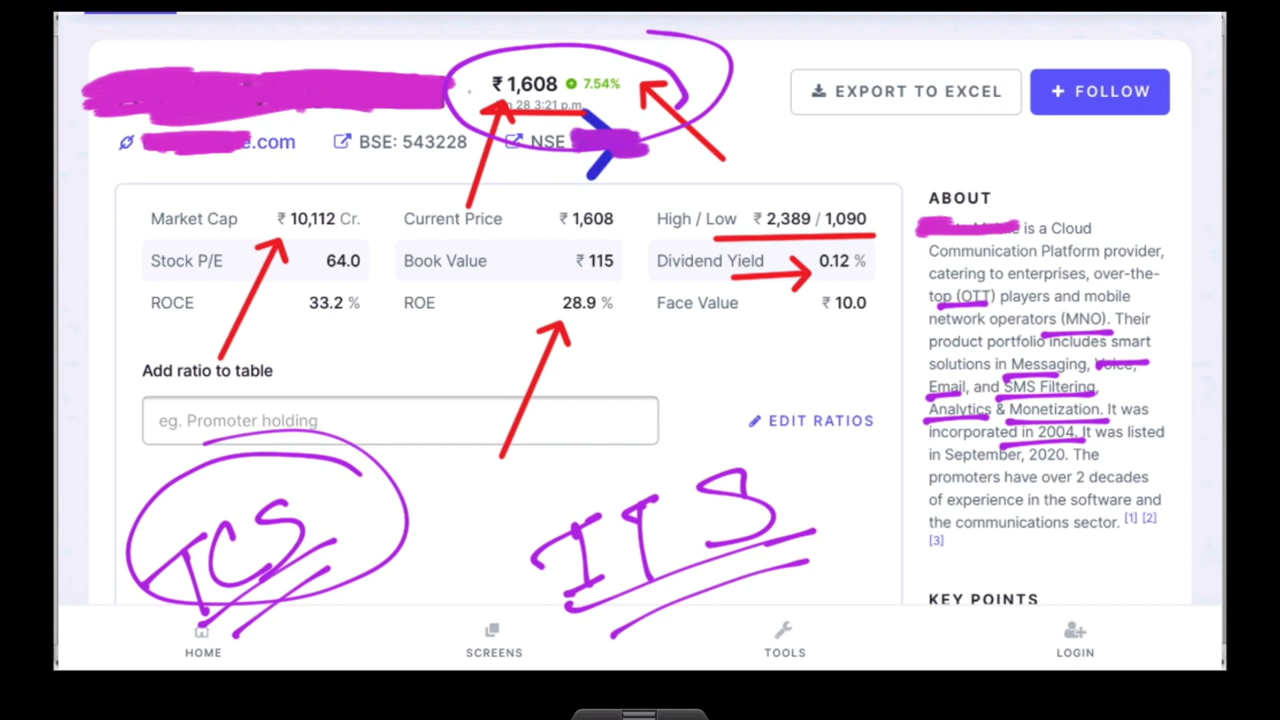 ₹ 1,608 7.54%
28 3:21 p.m.
EXPORT TO EXCEL
+ FOLLOW
e.com BSE: 543228 NSE
Market Cap ₹ 10,112 Cr. Current Price ₹ 1,608 High / Low ₹ 2,389 / 1,090
Stock P/E 64.0 Book Value ₹ 115 Dividend Yield 0.12 %
ROCE 33.2 % ROE 28.9 % Face Value ₹ 10.0
Add ratio to table
eg. Promoter holding
EDIT RATIOS
TCS
ABOUT
is a Cloud
Communication Platform provider,
catering to enterprises, over-the-
top (OTT) players and mobile
network operators (MNO). Their
product portfolio includes smart
solutions in Messaging, Voice,
Email, and SMS Filtering,
Analytics & Monetization. It was
incorporated in 2004. It was listed
in September, 2020. The
promoters have over 2 decades
of experience in the software and
the communications sector. [1] [2]
[3]
KEY POINTS
HOME SCREENS TOOLS LOGIN